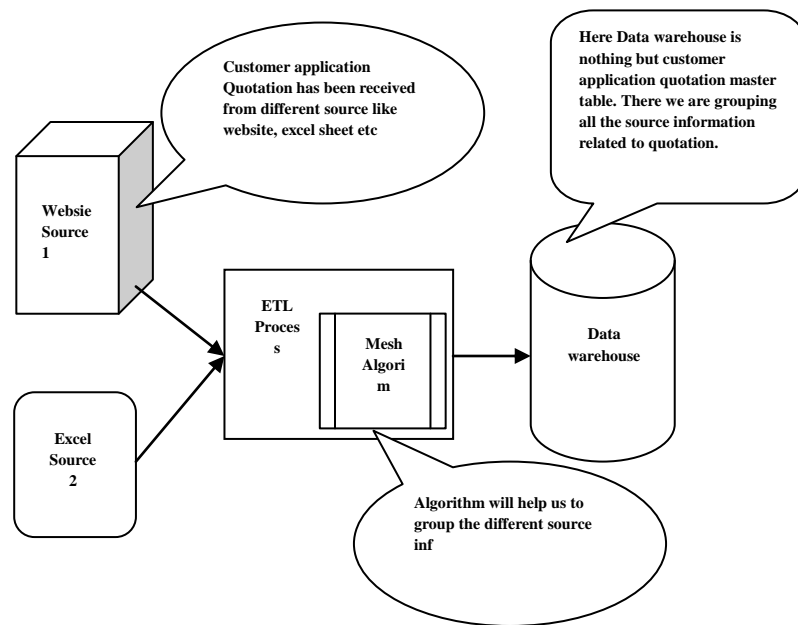 Customer application
Quotation has been received
from different source like
website, excel sheet etc
Here Data warehouse is
nothing but customer
application quotation master
table. There we are grouping
all the source information
related to quotation.
Websie
Source
1
ETL
Proces
s
Mesh
Algori
m
Data
warehouse
Excel
Source
2
Algorithm will help us to
group the different source
inf